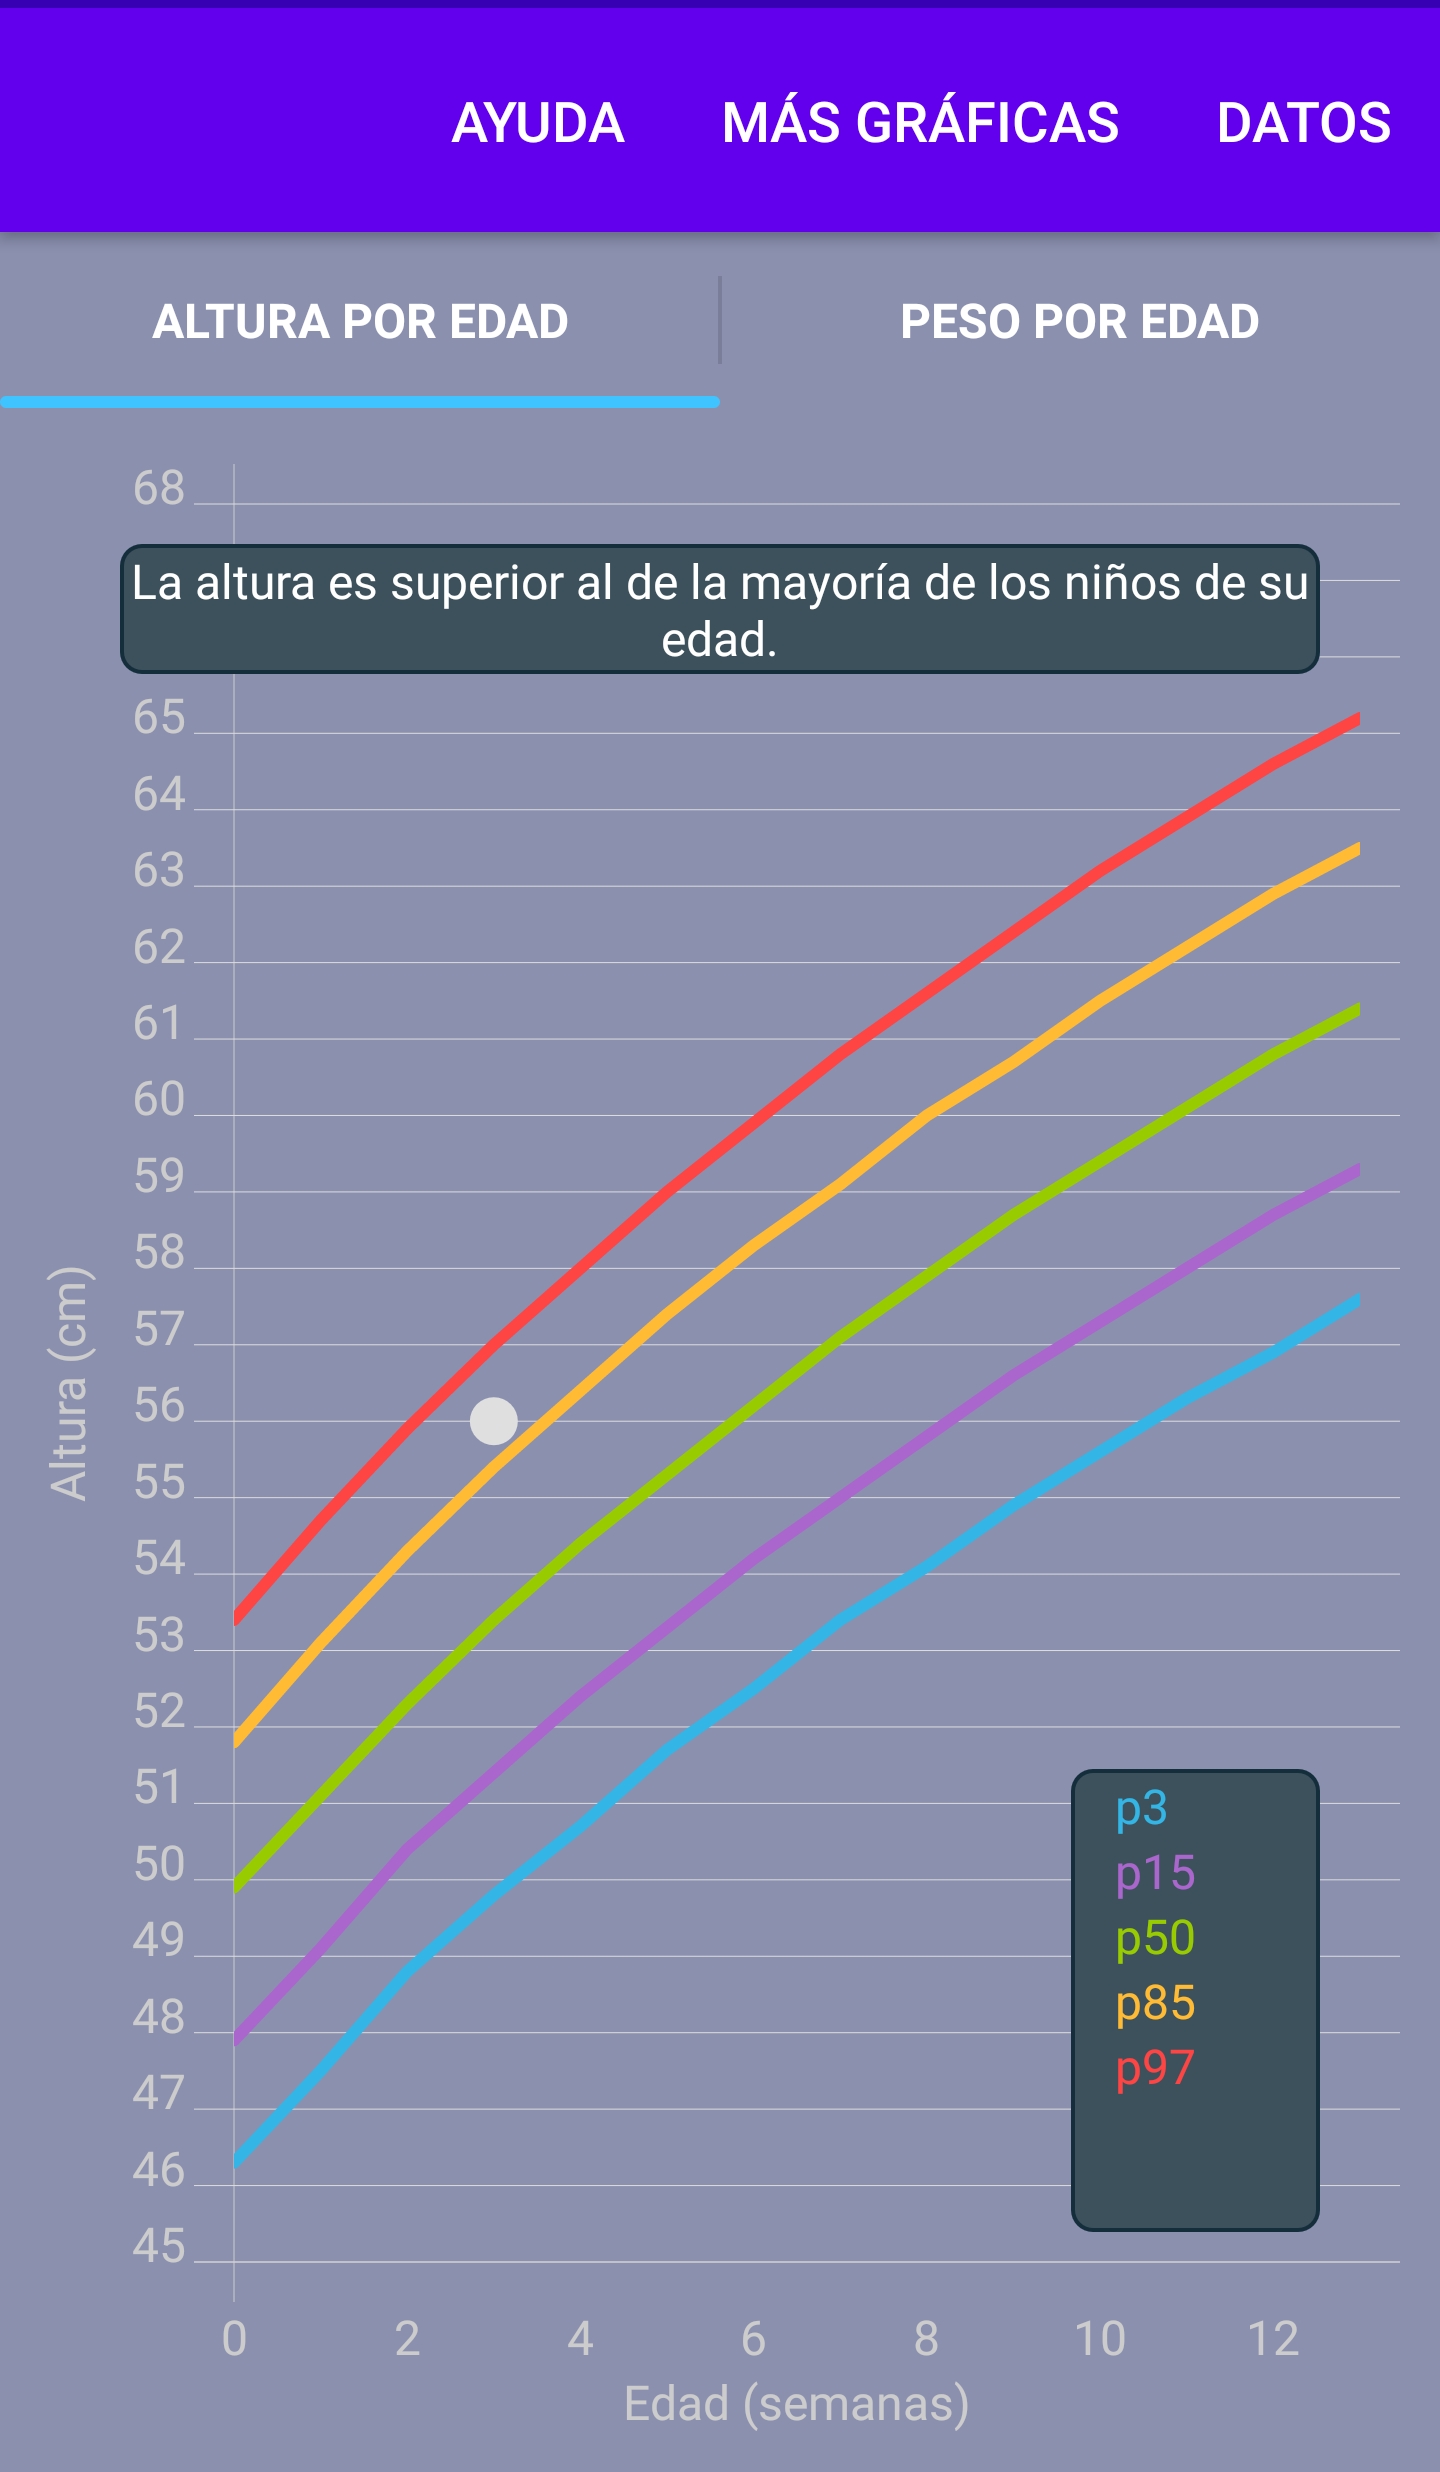 AYUDA MÁS GRÁFICAS DATOS
ALTURA POR EDAD PESO POR EDAD
68
La altura es superior al de la mayoría de los niños de su
edad.
65
64
63
62
61
60
59
58
57
56
55
54
53
52
51
50
49
48
47
46
45
Altura (cm)
p3
p15
p50
p85
p97
0 2 4 6 8 10 12
Edad (semanas)